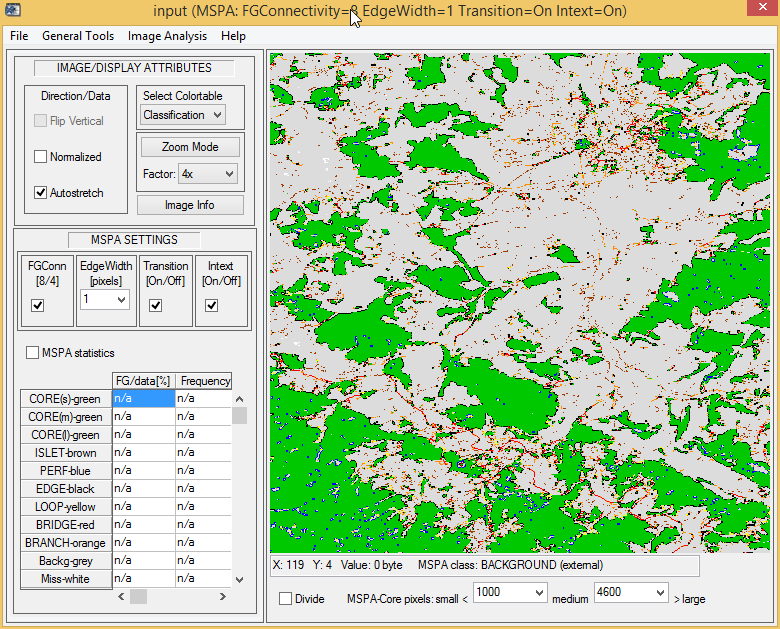 input (MSPA: FGConnectivity=8 EdgeWidth=1 Transition=On Intext=On)
File General Tools Image Analysis Help
IMAGE/DISPLAY ATTRIBUTES
Direction/Data
Flip Vertical
Normalized
Autostretch
Select Colortable
Classification
Zoom Mode
Factor: 4x
Image Info
MSPA SETTINGS
FGConn EdgeWidth Transition Intext
[8/4] [pixels] [On/Off] [On/Off]
1
MSPA statistics
FG/data[%] Frequency
CORE(s)-green n/a n/a
CORE(m)-green n/a n/a
CORE(l)-green n/a n/a
ISLET-brown n/a n/a
PERF-blue n/a n/a
EDGE-black n/a n/a
LOOP-yellow n/a n/a
BRIDGE-red n/a n/a
BRANCH-orange n/a n/a
Backg-grey n/a n/a
Miss-white n/a n/a
X: 119 Y: 4 Value: 0 byte MSPA class: BACKGROUND (external)
Divide MSPA-Core pixels: small < 1000 medium 4600 > large